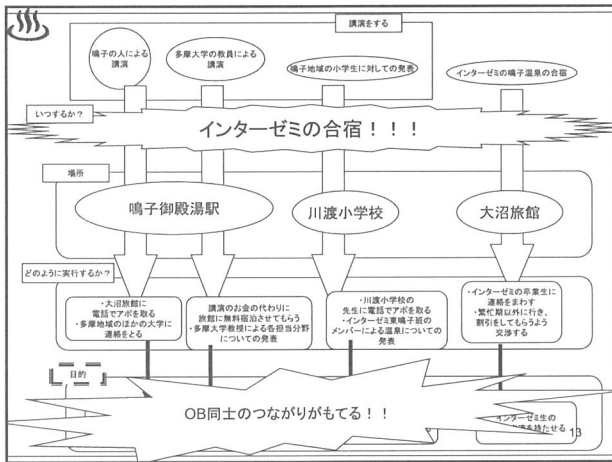 講演をする
鳴子の人による
講演
多摩大学の教員による
講演
鳴子地域の小学生に対しての発表
インターゼミの鳴子温泉の合宿
いつするか？
インターゼミの合宿！！！
場所
鳴子御殿湯駅
川渡小学校
大沼旅館
どのように実行するか？
・大沼旅館に
電話でアポを取る
・多摩地域のほかの大学に
連絡をとる
講演のお金の代わりに
旅館に無料宿泊させてもらう
・多摩大学教授による各担当分野
についての発表
・川渡小学校の
先生に電話でアポを取る
・インターゼミ東鳴子班の
メンバーによる温泉についての
発表
・インターゼミの卒業生に
連絡をまわす
・繁忙期以外に行き、
割引をしてもらうよう
交渉する
目的
OB同士のつながりがもてる！！
インターゼミ生の
を持たせる
13